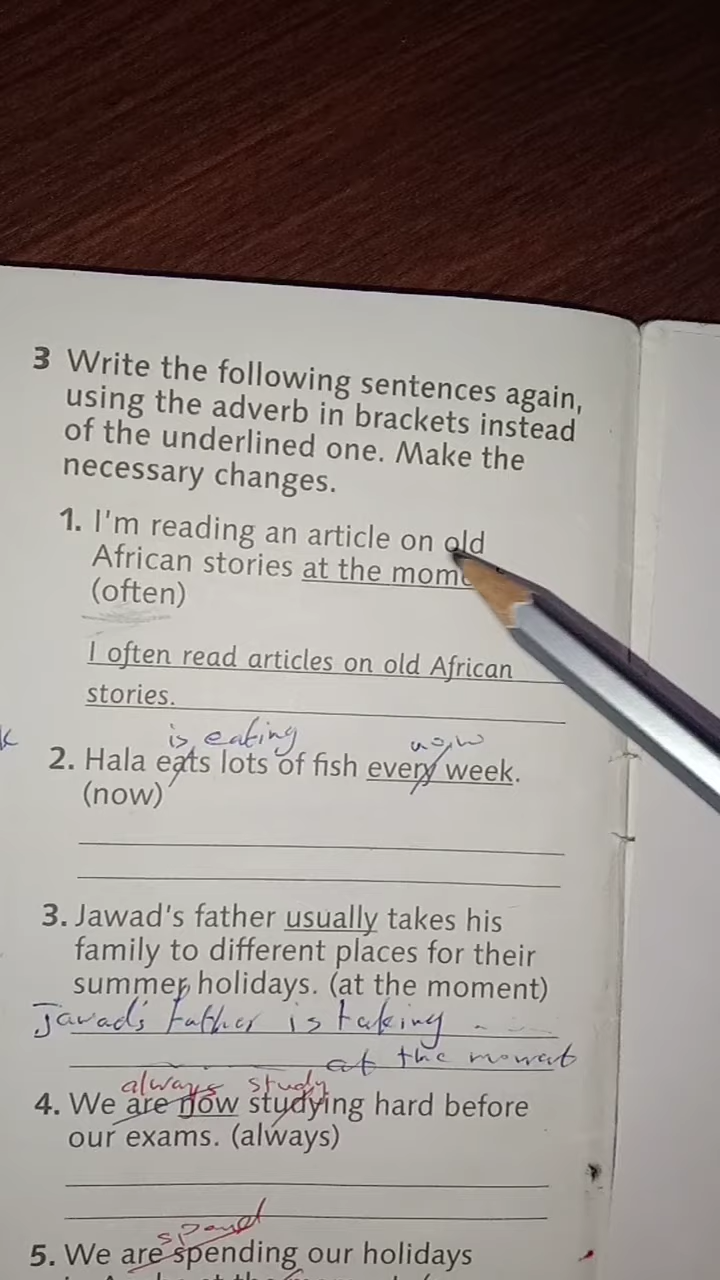 3 Write the following sentences again,
using the adverb in brackets instead
of the underlined one. Make the
necessary changes.
1. I'm reading an article on old
African stories at the mom
(often)
I often read articles on old African
stories.
is eating now
2. Hala eats lots of fish every week.
(now)
3. Jawad's father usually takes his
family to different places for their
summer holidays. (at the moment)
Jawad's father is taking
at the moment
always study
4. We are now studying hard before
our exams. (always)
spend
5. We are spending our holidays